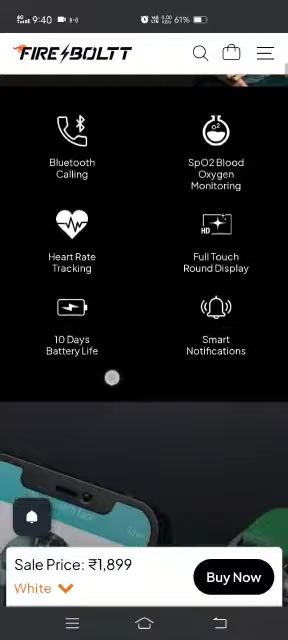 9:40
61%
FIRE-BOLTT
Bluetooth
Calling
SpO2 Blood
Oxygen
Monitoring
Heart Rate
Tracking
HD
Full Touch
Round Display
10 Days
Battery Life
Smart
Notifications
Sale Price: ₹1,899
White
Buy Now